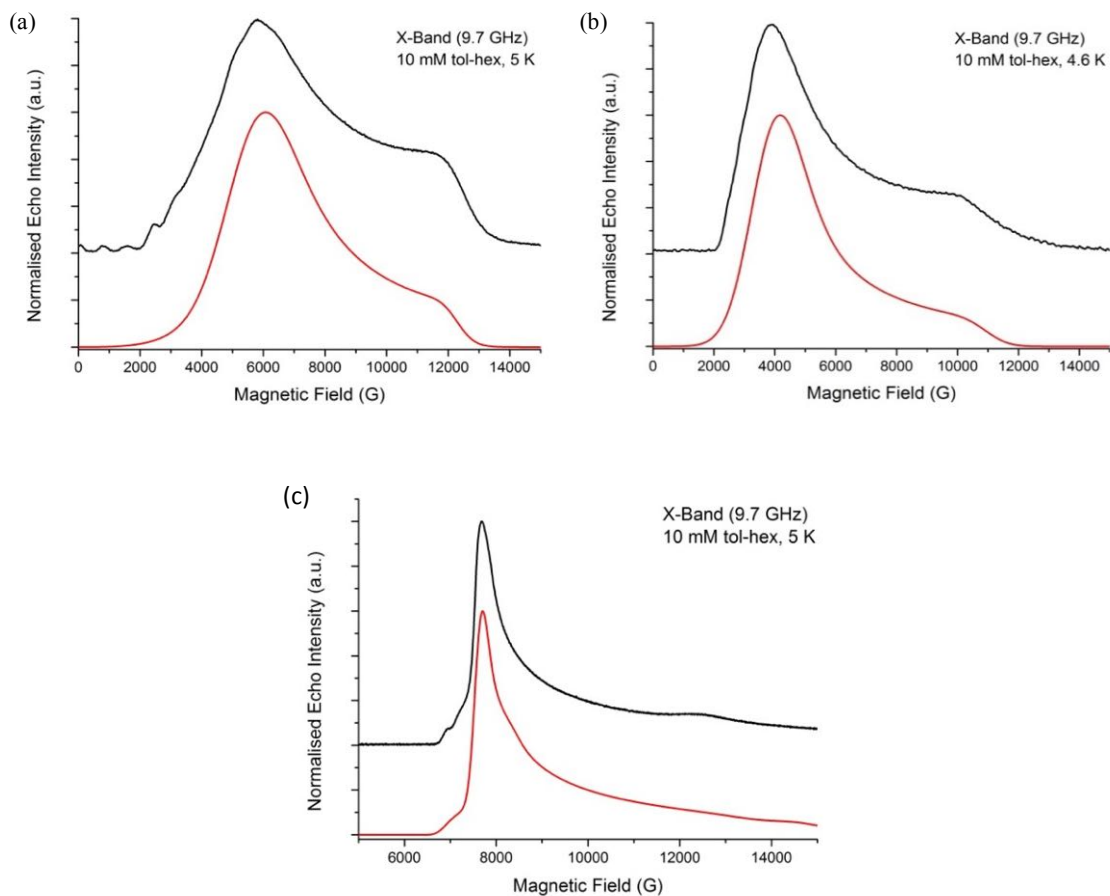 (a)
X-Band (9.7 GHz)
10 mM tol-hex, 5 K
Normalised Echo Intensity (a.u.)
0 2000 4000 6000 8000 10000 12000 14000
Magnetic Field (G)
(b)
X-Band (9.7 GHz)
10 mM tol-hex, 4.6 K
Normalised Echo Intensity (a.u.)
0 2000 4000 6000 8000 10000 12000 14000
Magnetic Field (G)
(c)
X-Band (9.7 GHz)
10 mM tol-hex, 5 K
Normalised Echo Intensity (a.u.)
6000 8000 10000 12000 14000
Magnetic Field (G)